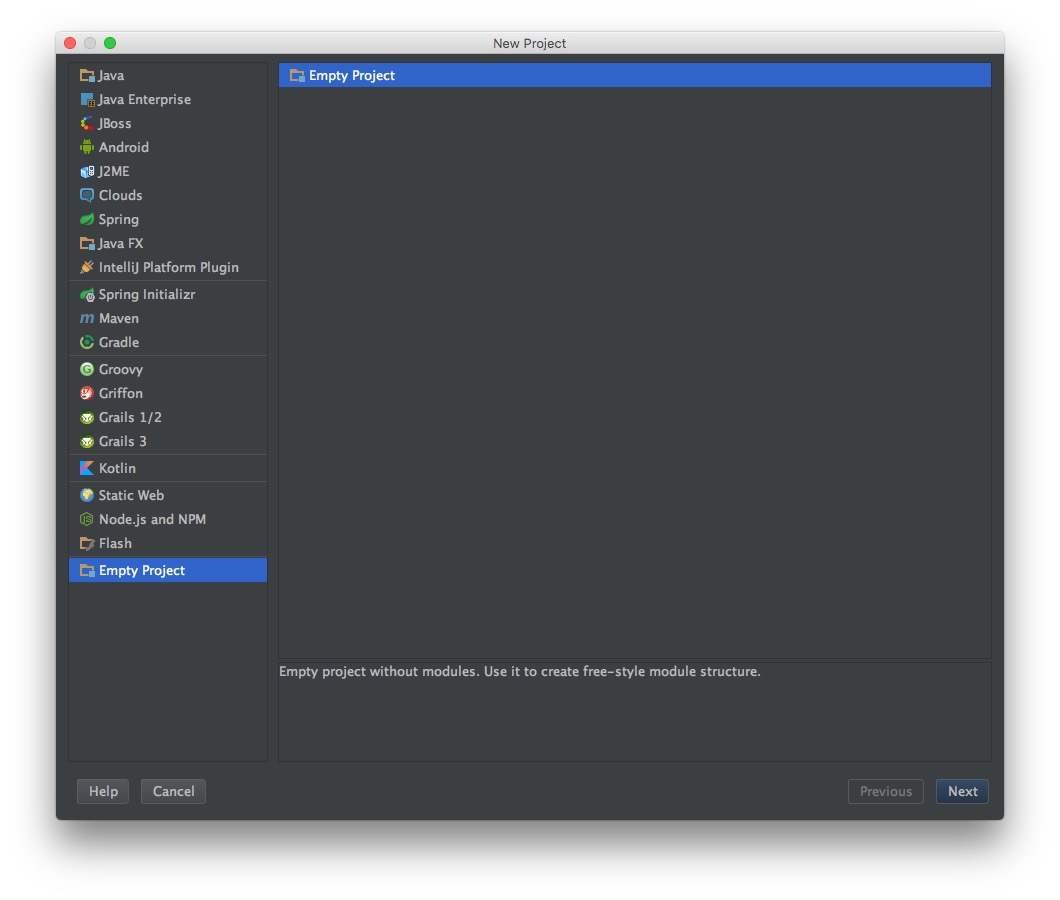 New Project
Java
Java Enterprise
JBoss
Android
J2ME
Clouds
Spring
Java FX
IntelliJ Platform Plugin
Spring Initializr
Maven
Gradle
Groovy
Griffon
Grails 1/2
Grails 3
Kotlin
Static Web
Node.js and NPM
Flash
Empty Project
Empty Project
Empty project without modules. Use it to create free-style module structure.
Help
Cancel
Previous
Next